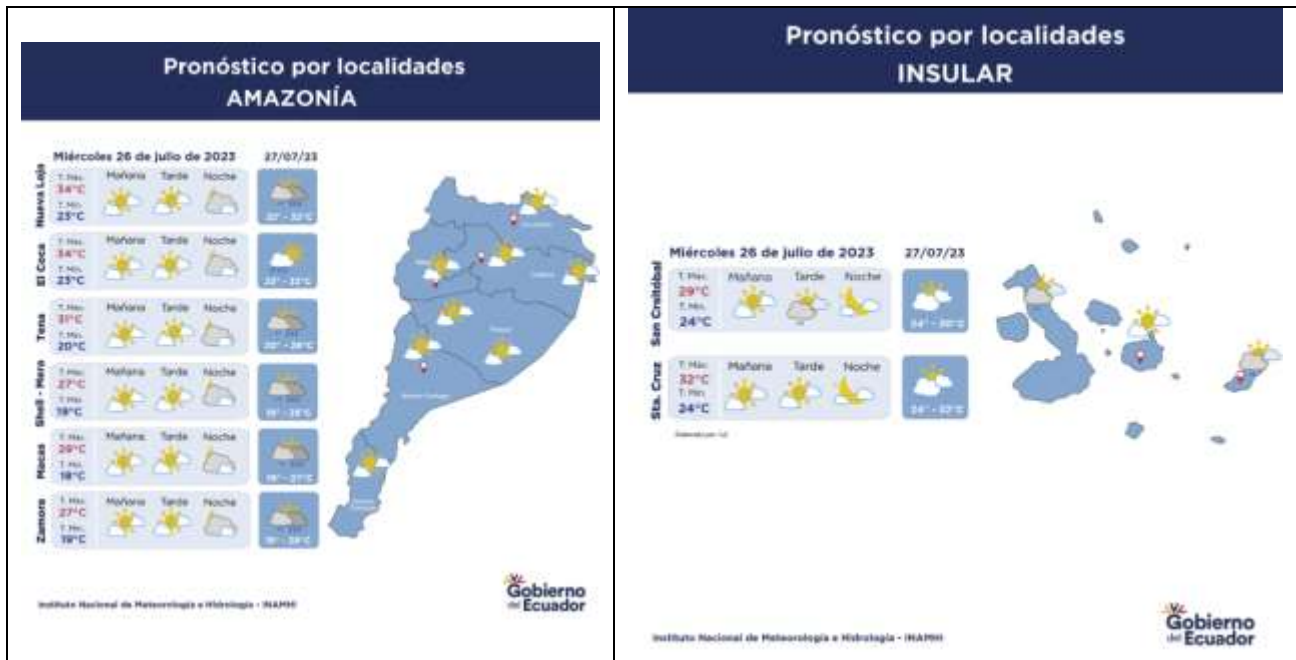 Pronóstico por localidades
AMAZONÍA
Miércoles 26 de julio de 2023 27/07/23
Nueva Loja
T. Máx. Mañana Tarde Noche
34°C
T. Mín.
23°C
El Coca
T. Máx. Mañana Tarde Noche
34°C
T. Mín.
23°C
Tena
T. Máx. Mañana Tarde Noche
31°C
T. Mín.
20°C
Shell - Mera
T. Máx. Mañana Tarde Noche
27°C
T. Mín.
19°C
Macas
T. Máx. Mañana Tarde Noche
T. Mín.
18°C
Zamora
T. Máx. Mañana Tarde Noche
27°C
T. Mín.
19°C
Instituto Nacional de Meteorología e Hidrología - INAMHI
Gobierno
del Ecuador
Pronóstico por localidades
INSULAR
Miércoles 26 de julio de 2023 27/07/23
San Cristóbal
T. Máx. Mañana Tarde Noche
29°C
T. Mín.
24°C 24° - 30°C
Sta. Cruz
T. Máx. Mañana Tarde Noche
32°C
T. Mín.
24°C 24° - 32°C
Instituto Nacional de Meteorología e Hidrología - INAMHI
Gobierno
del Ecuador